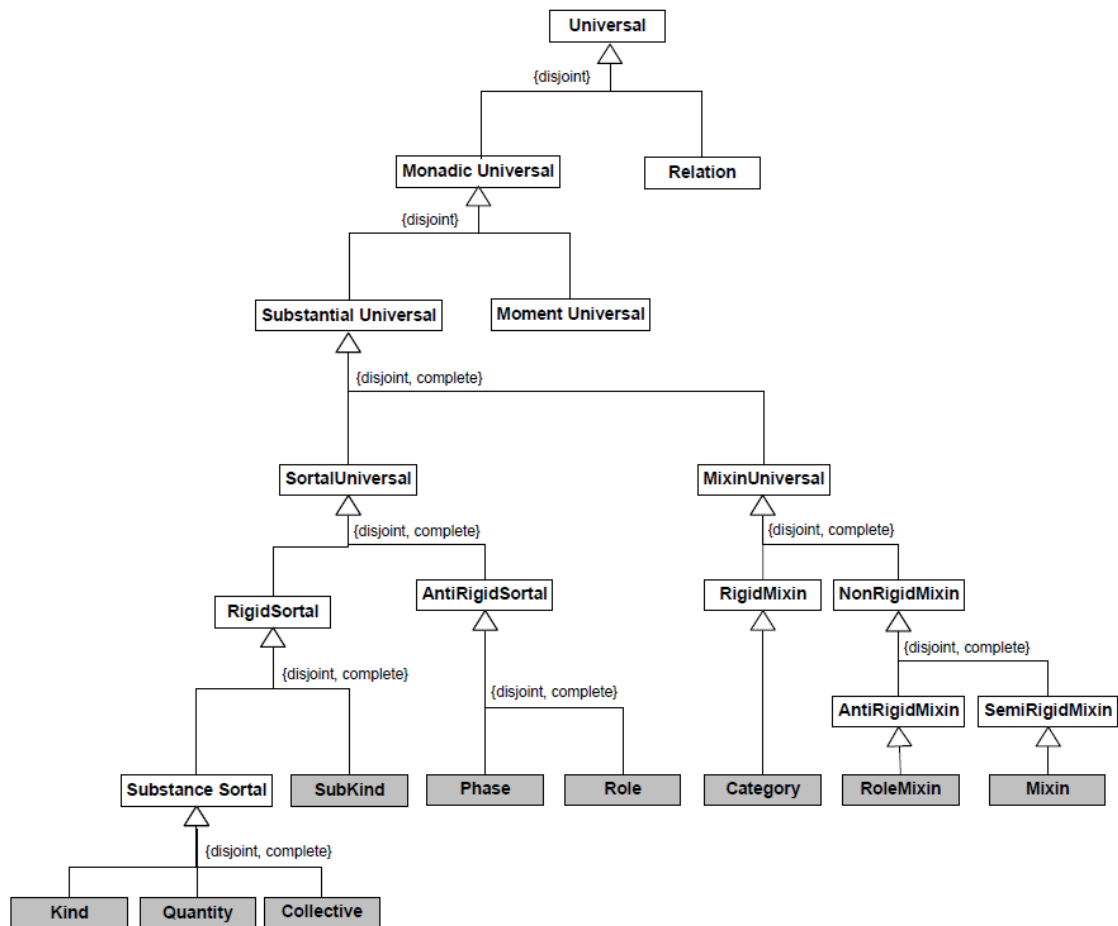 Universal
{disjoint}
Monadic Universal
Relation
{disjoint}
Substantial Universal
Moment Universal
{disjoint, complete}
SortalUniversal
MixinUniversal
{disjoint, complete}
{disjoint, complete}
RigidSortal
AntiRigidSortal
RigidMixin
NonRigidMixin
{disjoint, complete}
{disjoint, complete}
{disjoint, complete}
AntiRigidMixin
SemiRigidMixin
Substance Sortal
SubKind
Phase
Role
Category
RoleMixin
Mixin
{disjoint, complete}
Kind
Quantity
Collective